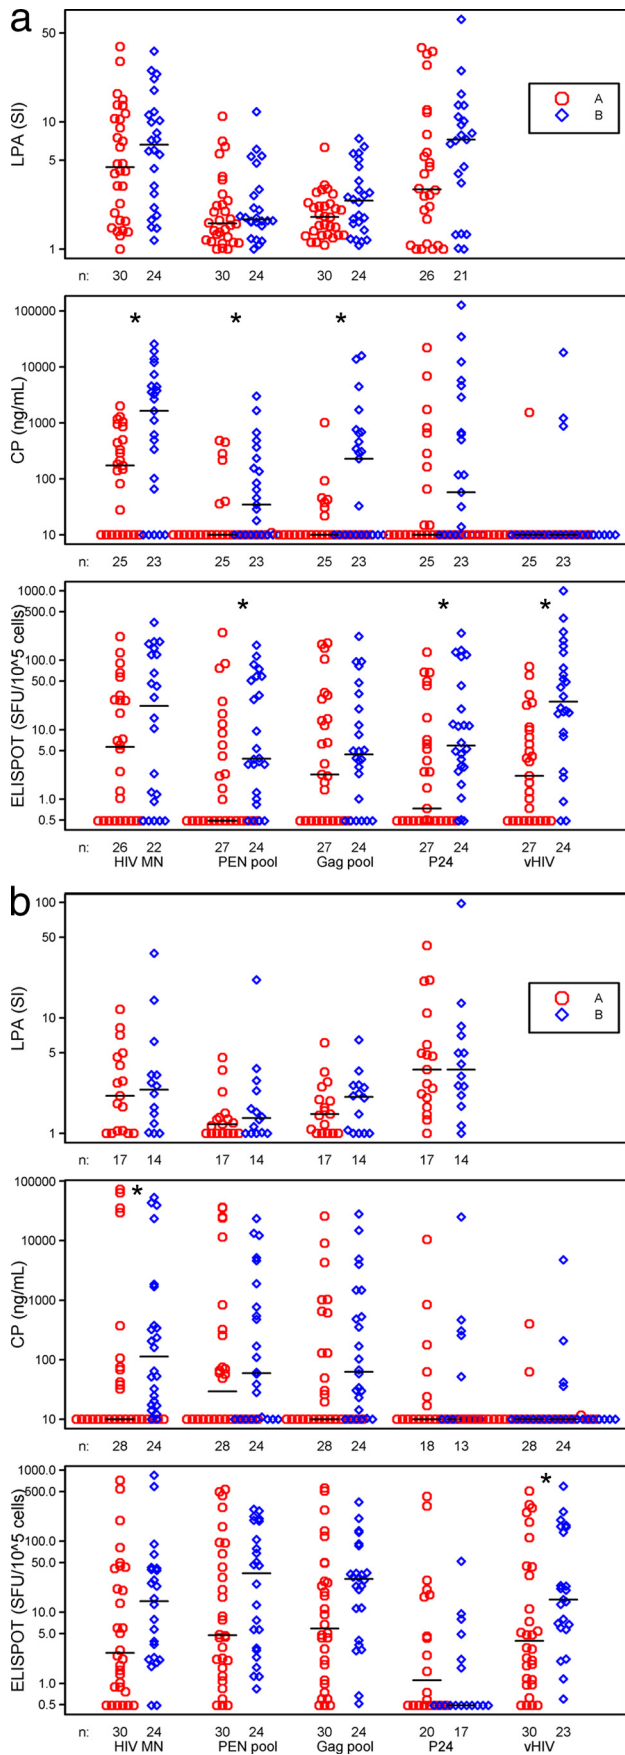 a
LPA (SI)
50
10
5
1
A
B
n: 30 24 30 24 30 24 26 21
CP (ng/mL)
100000
10000
1000
100
10
* * *
n: 25 23 25 23 25 23 25 23 25 23
ELISPOT (SFU/10^5 cells)
1000.0
500.0
100.0
50.0
10.0
5.0
1.0
0.5
* * *
n: 26 22 27 24 27 24 27 24 27 24
HIV MN PEN pool Gag pool P24 vHIV
b
LPA (SI)
100
50
10
5
1
A
B
n: 17 14 17 14 17 14 17 14
CP (ng/mL)
100000
10000
1000
100
10
*
n: 28 24 28 24 28 24 18 13 28 24
ELISPOT (SFU/10^5 cells)
1000.0
500.0
100.0
50.0
10.0
5.0
1.0
0.5
*
n: 30 24 30 24 30 24 20 17 30 23
HIV MN PEN pool Gag pool P24 vHIV